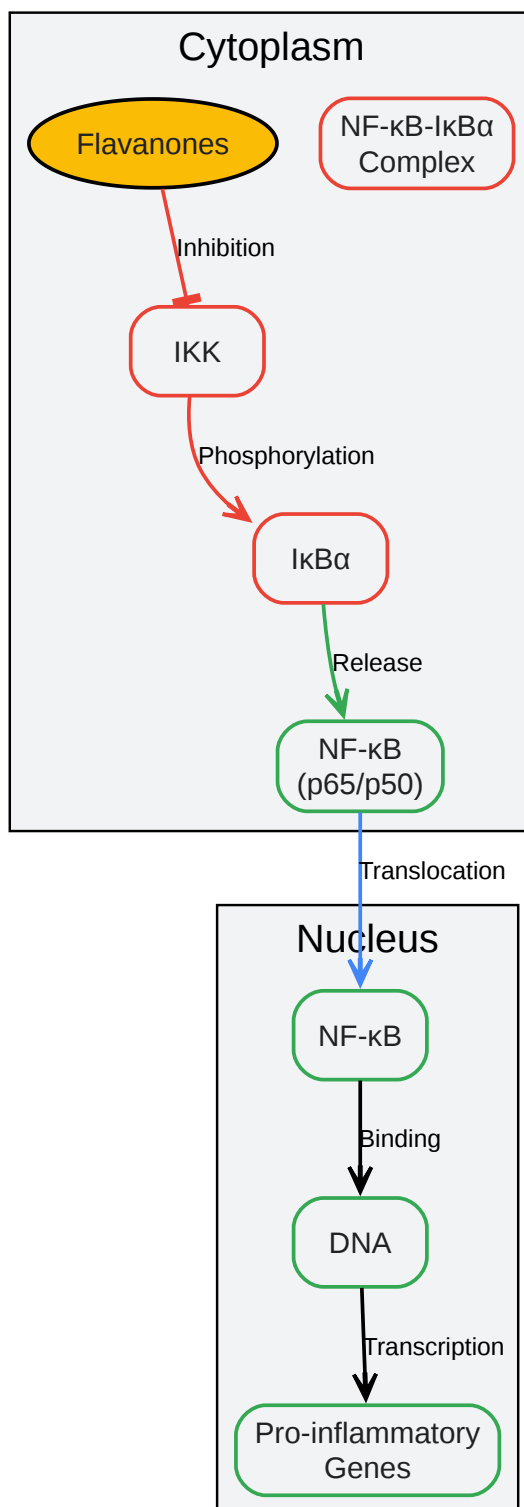 Cytoplasm
Flavanones
NF-κB-IκBα
Complex
Inhibition
IKK
Phosphorylation
IκBα
Release
NF-κB
(p65/p50)
Translocation
Nucleus
NF-κB
Binding
DNA
Transcription
Pro-inflammatory
Genes